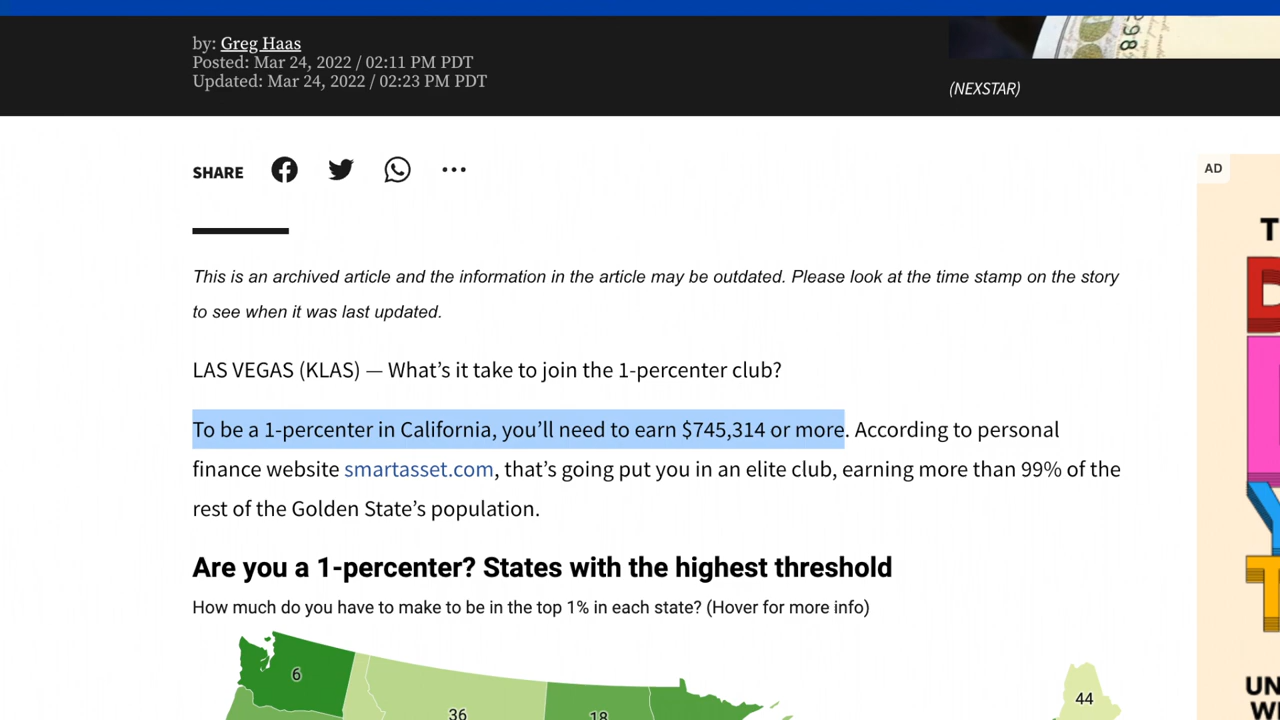 by: Greg Haas
Posted: Mar 24, 2022 / 02:11 PM PDT
Updated: Mar 24, 2022 / 02:23 PM PDT
(NEXSTAR)
SHARE
AD
This is an archived article and the information in the article may be outdated. Please look at the time stamp on the story
to see when it was last updated.
LAS VEGAS (KLAS) — What’s it take to join the 1-percenter club?
To be a 1-percenter in California, you’ll need to earn $745,314 or more. According to personal
finance website smartasset.com, that’s going put you in an elite club, earning more than 99% of the
rest of the Golden State’s population.
Are you a 1-percenter? States with the highest threshold
How much do you have to make to be in the top 1% in each state? (Hover for more info)
6
36
18
44